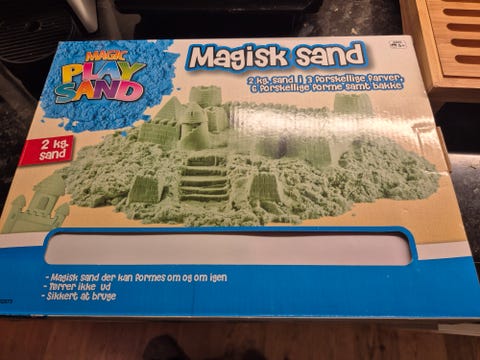 MAGIC
PLAY
SAND
Magisk sand
2 kg. sand i 3 forskellige farver,
6 forskellige forme samt bakke
2 kg.
sand
- Magisk sand der kan formes om og om igen
- Tørrer ikke ud
- Sikkert at bruge